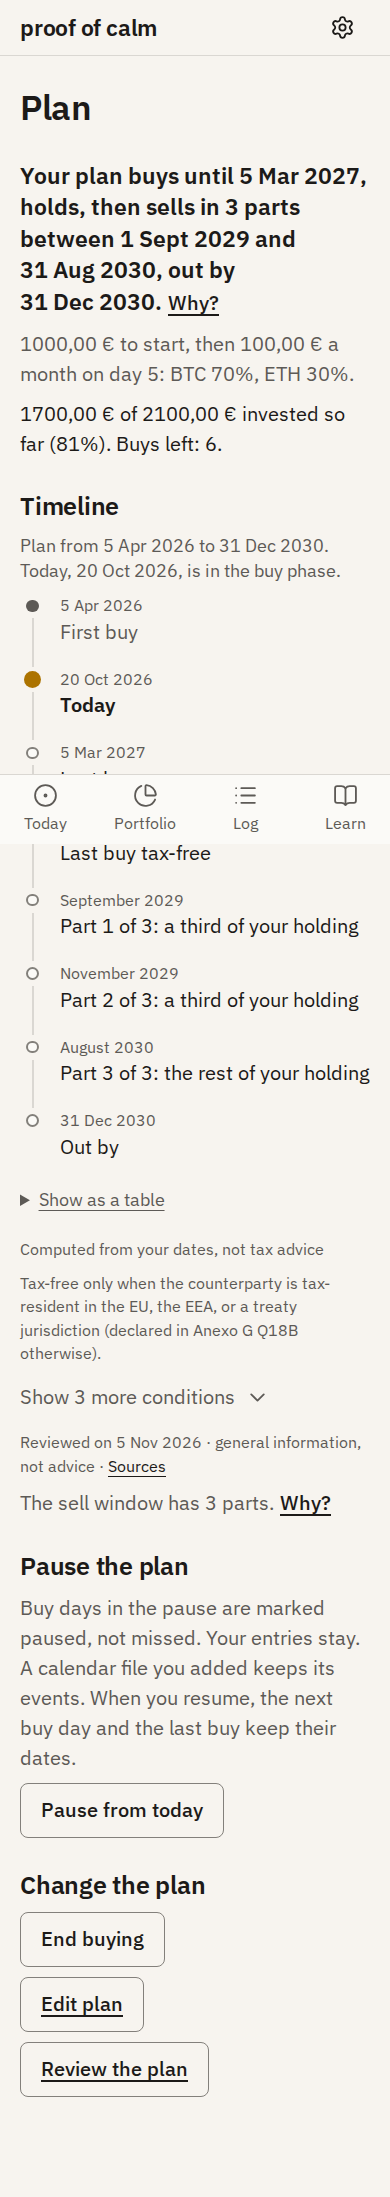 proof of calm
Plan
Your plan buys until 5 Mar 2027,
holds, then sells in 3 parts
between 1 Sept 2029 and
31 Aug 2030, out by
31 Dec 2030. Why?
1000,00 € to start, then 100,00 € a
month on day 5: BTC 70%, ETH 30%.
1700,00 € of 2100,00 € invested so
far (81%). Buys left: 6.
Timeline
Plan from 5 Apr 2026 to 31 Dec 2030.
Today, 20 Oct 2026, is in the buy phase.
5 Apr 2026
First buy
20 Oct 2026
Today
5 Mar 2027
Today Portfolio Log Learn
Last buy tax-free
September 2029
Part 1 of 3: a third of your holding
November 2029
Part 2 of 3: a third of your holding
August 2030
Part 3 of 3: the rest of your holding
31 Dec 2030
Out by
Show as a table
Computed from your dates, not tax advice
Tax-free only when the counterparty is tax-
resident in the EU, the EEA, or a treaty
jurisdiction (declared in Anexo G Q18B
otherwise).
Show 3 more conditions
Reviewed on 5 Nov 2026 · general information,
not advice · Sources
The sell window has 3 parts. Why?
Pause the plan
Buy days in the pause are marked
paused, not missed. Your entries stay.
A calendar file you added keeps its
events. When you resume, the next
buy day and the last buy keep their
dates.
Pause from today
Change the plan
End buying
Edit plan
Review the plan